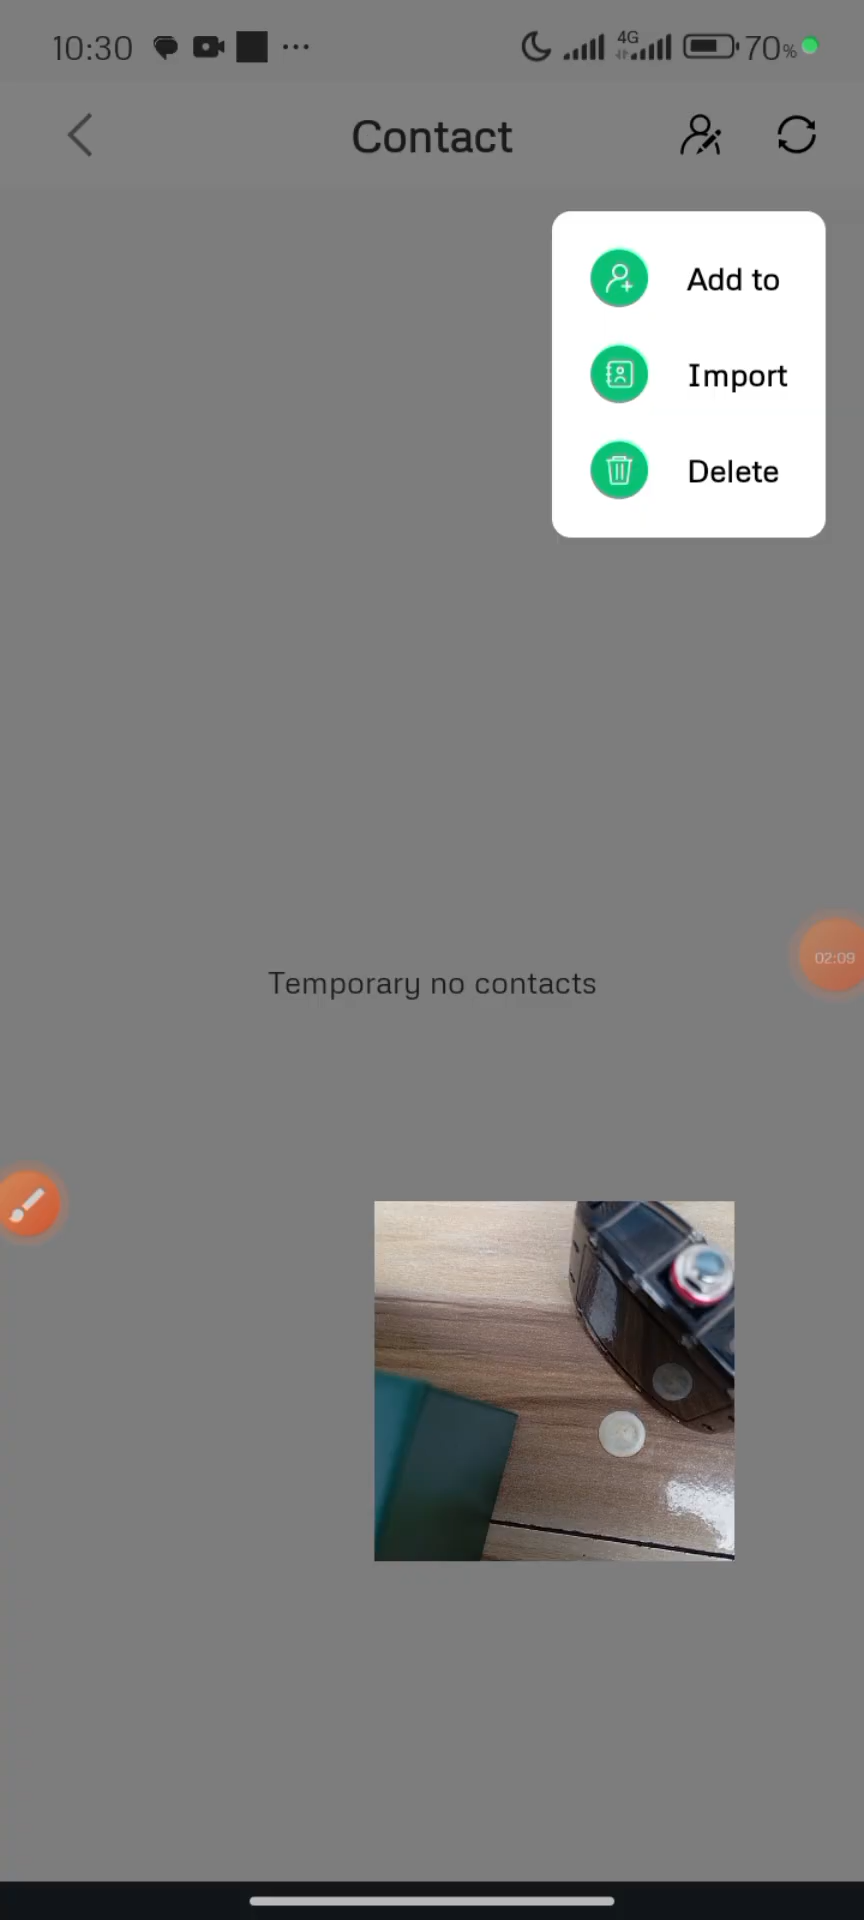 10:30
4G
70%
Contact
Add to
Import
Delete
02:09
Temporary no contacts